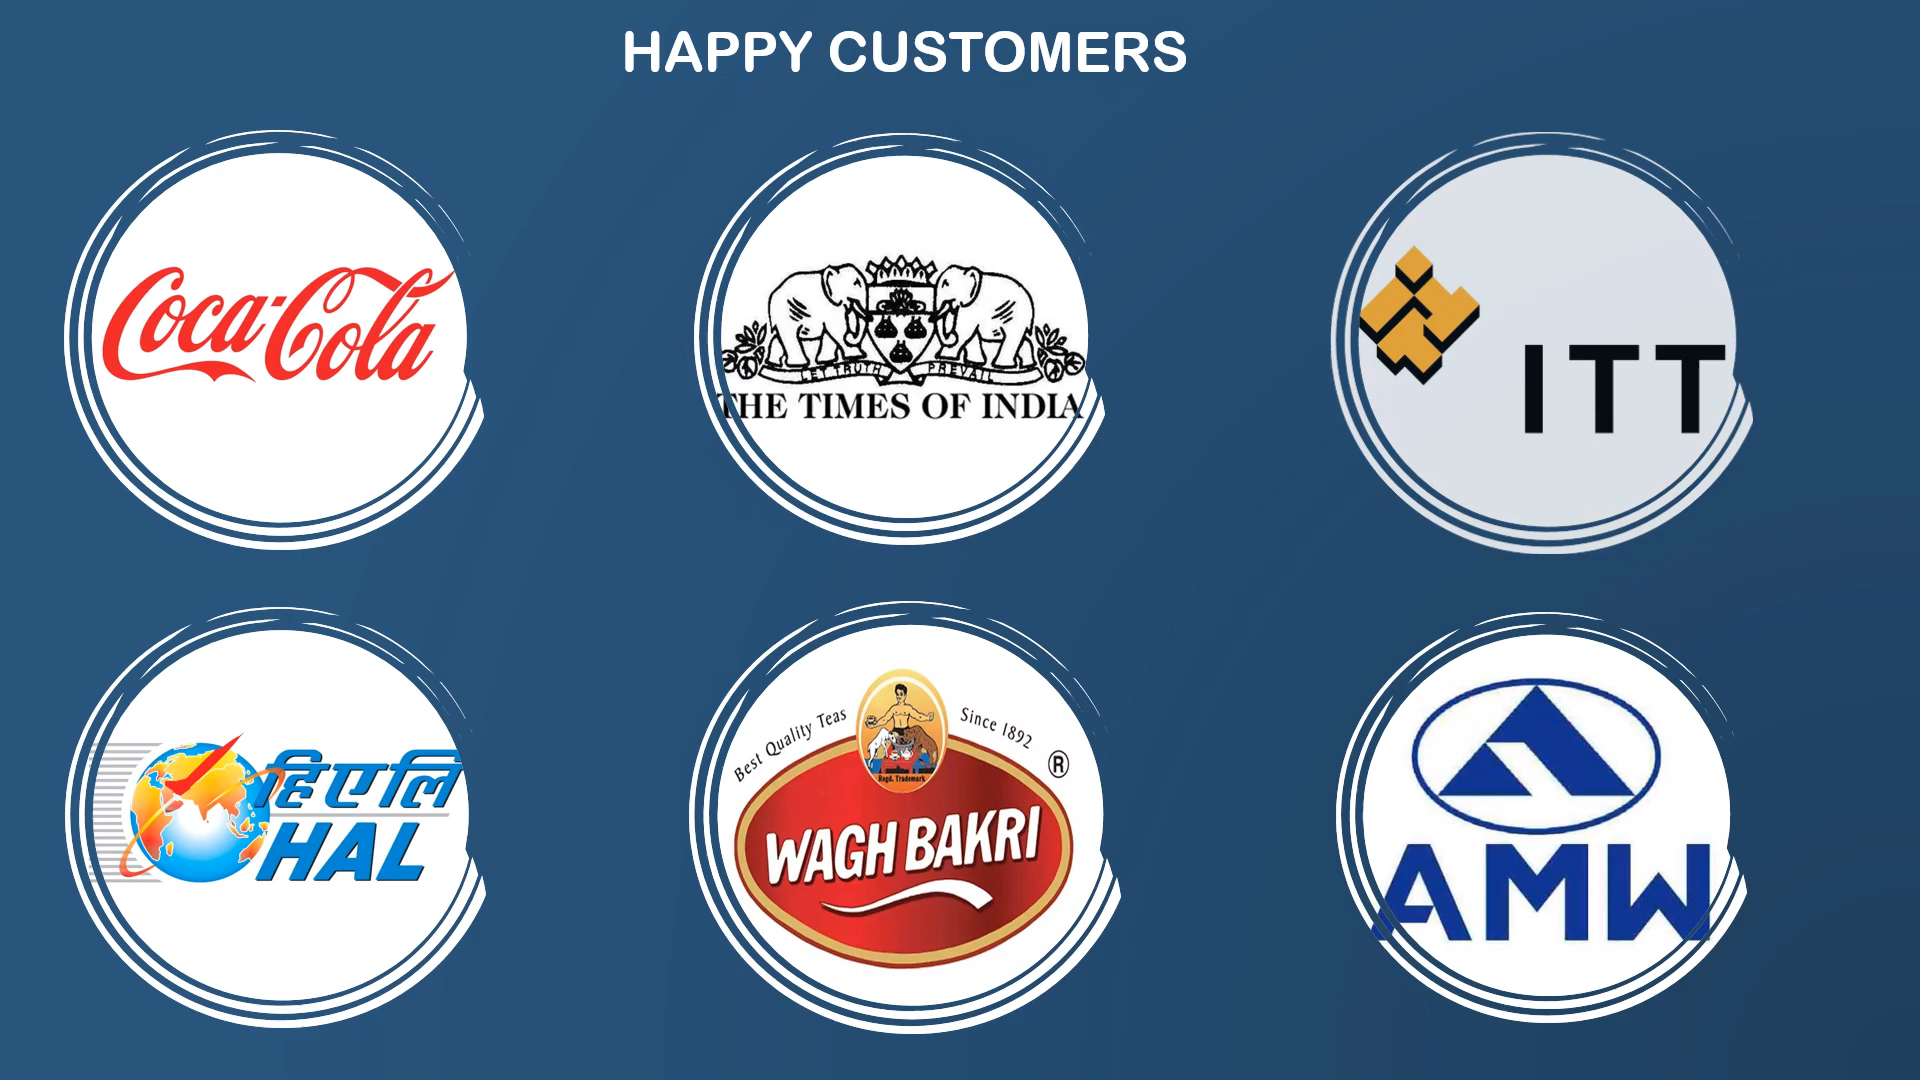 HAPPY CUSTOMERS
Coca-Cola
LET TRUTH PREVAIL
THE TIMES OF INDIA
ITT
हिएलि
HAL
Best Quality Teas
Since 1892
Regd. Trademark
®
WAGH BAKRI
AMW